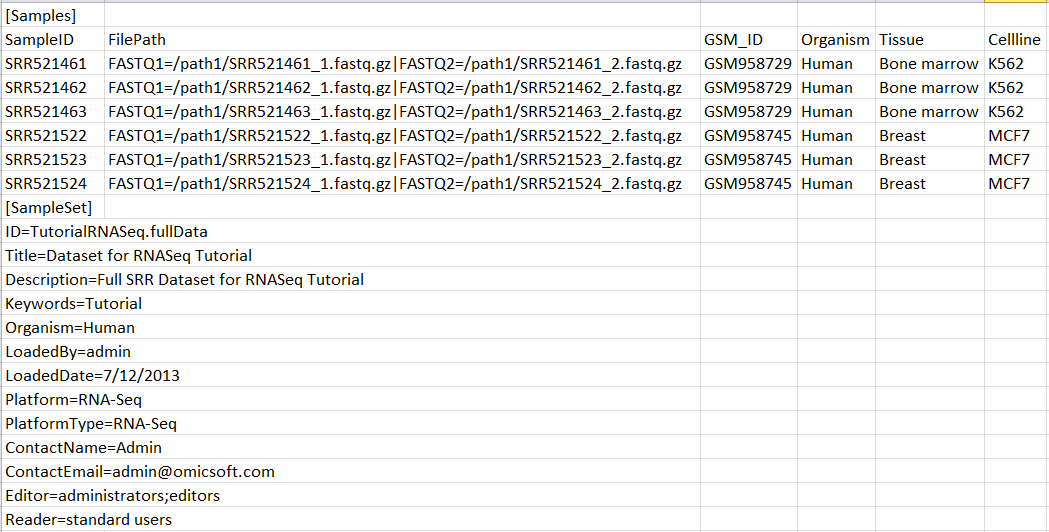 [Samples]
SampleID FilePath GSM_ID Organism Tissue Cellline
SRR521461 FASTQ1=/path1/SRR521461_1.fastq.gz|FASTQ2=/path1/SRR521461_2.fastq.gz GSM958729 Human Bone marrow K562
SRR521462 FASTQ1=/path1/SRR521462_1.fastq.gz|FASTQ2=/path1/SRR521462_2.fastq.gz GSM958729 Human Bone marrow K562
SRR521463 FASTQ1=/path1/SRR521463_1.fastq.gz|FASTQ2=/path1/SRR521463_2.fastq.gz GSM958729 Human Bone marrow K562
SRR521522 FASTQ1=/path1/SRR521522_1.fastq.gz|FASTQ2=/path1/SRR521522_2.fastq.gz GSM958745 Human Breast MCF7
SRR521523 FASTQ1=/path1/SRR521523_1.fastq.gz|FASTQ2=/path1/SRR521523_2.fastq.gz GSM958745 Human Breast MCF7
SRR521524 FASTQ1=/path1/SRR521524_1.fastq.gz|FASTQ2=/path1/SRR521524_2.fastq.gz GSM958745 Human Breast MCF7
[SampleSet]
ID=TutorialRNASeq.fullData
Title=Dataset for RNASeq Tutorial
Description=Full SRR Dataset for RNASeq Tutorial
Keywords=Tutorial
Organism=Human
LoadedBy=admin
LoadedDate=7/12/2013
Platform=RNA-Seq
PlatformType=RNA-Seq
ContactName=Admin
ContactEmail=admin@omicsoft.com
Editor=administrators;editors
Reader=standard users